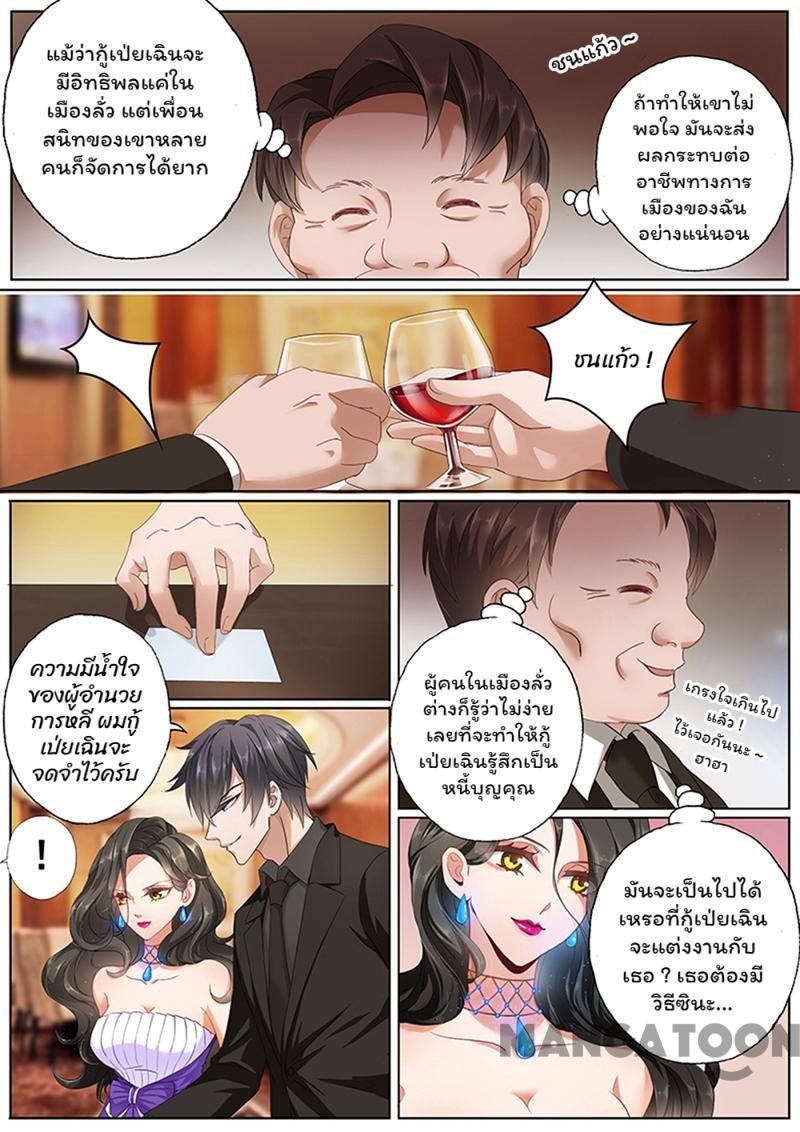 แม้ว่ากู้เป่ยเฉินจะ
มีอิทธิพลแค่ใน
เมืองลั่ว แต่เพื่อน
สนิทของเขาหลาย
คนก็จัดการได้ยาก
ชนแก้ว ~
ถ้าทำให้เขาไม่
พอใจ มันจะส่ง
ผลกระทบต่อ
อาชีพทางการ
เมืองของฉัน
อย่างแน่นอน
ชนแก้ว !
ความมีน้ำใจ
ของผู้อำนวย
การหลี ผมกู้
เป่ยเฉินจะ
จดจำไว้ครับ
!
ผู้คนในเมืองลั่ว
ต่างก็รู้ว่าไม่ง่าย
เลยที่จะทำให้กู้
เป่ยเฉินรู้สึกเป็น
หนี้บุญคุณ
เกรงใจเกินไป
แล้ว !
ไว้เจอกันนะ ~
ฮาฮา
มันจะเป็นไปได้
เหรอที่กู้เป่ยเฉิน
จะแต่งงานกับ
เธอ ? เธอต้องมี
วิธีซินะ...
MANGATOON